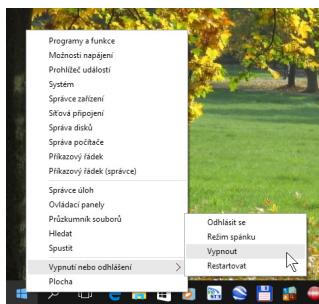 Programy a funkce
Možnosti napájení
Prohlížeč událostí
Systém
Správce zařízení
Síťová připojení
Správa disků
Správa počítače
Příkazový řádek
Příkazový řádek (správce)
Správce úloh
Ovládací panely
Průzkumník souborů
Hledat
Spustit
Vypnutí nebo odhlášení
Plocha
Odhlásit se
Režim spánku
Vypnout
Restartovat